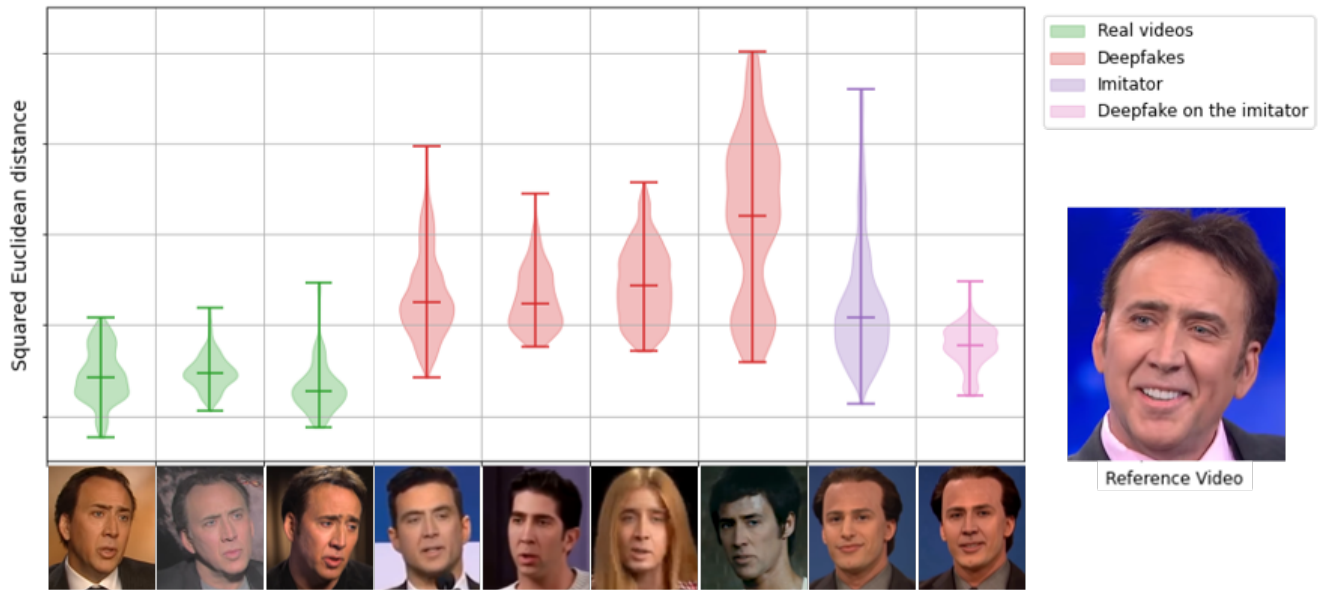 Squared Euclidean distance
Real videos
Deepfakes
Imitator
Deepfake on the imitator
Reference Video